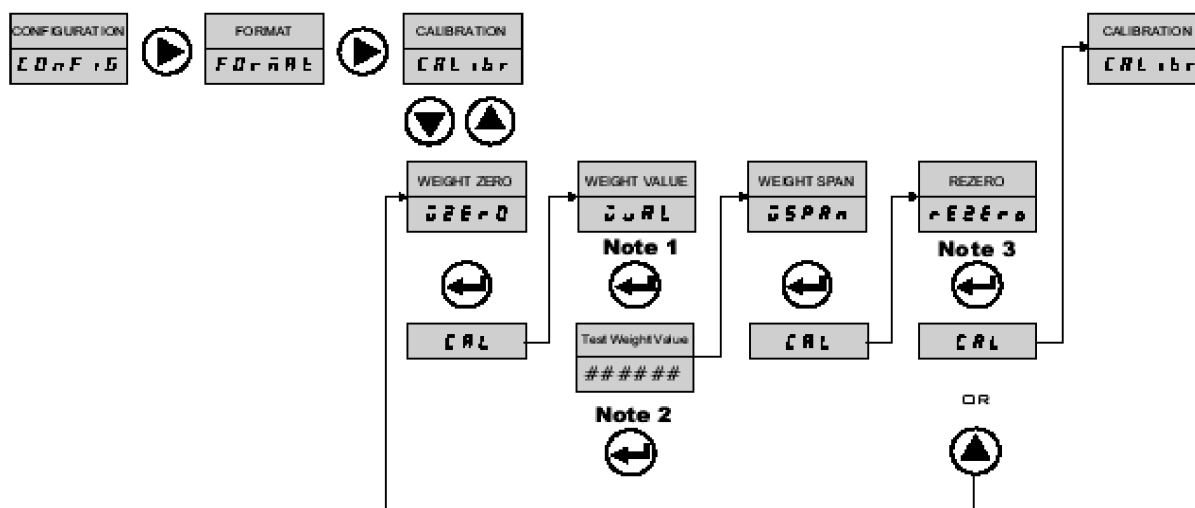 CONFIGURATION
COnFiG
FORMAT
FOrmAt
CALIBRATION
CALibr
CALIBRATION
CALibr
WEIGHT ZERO
wZErO
WEIGHT VALUE
wvAL
WEIGHT SPAN
wSPAn
REZERO
rEZEro
Note 1
Note 3
CAL
Test Weight Value
######
CAL
CAL
Note 2
OR